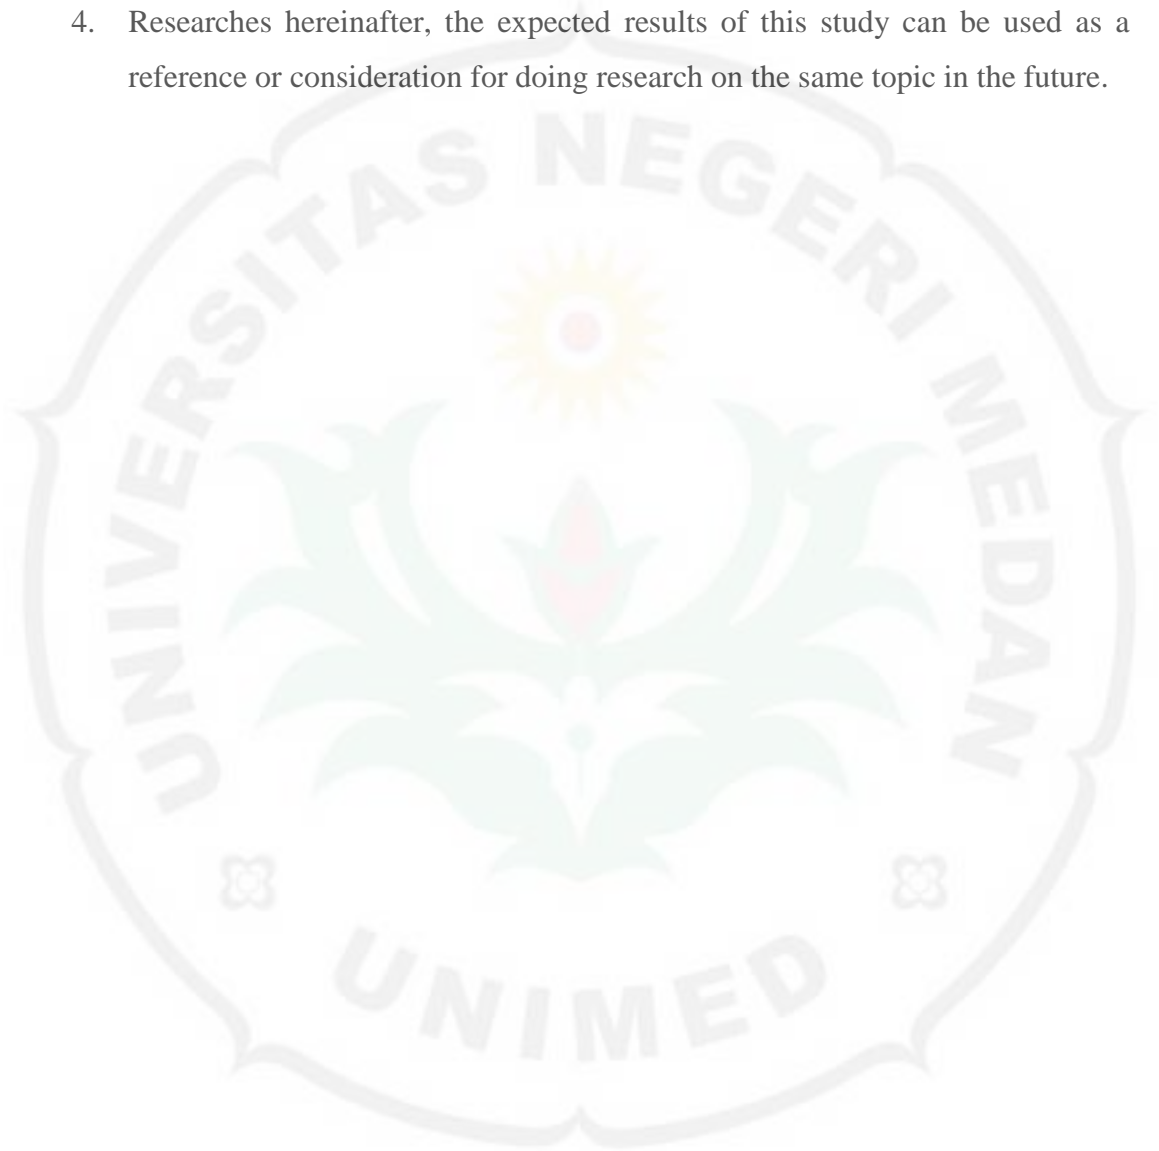 4. Researches hereinafter, the expected results of this study can be used as a
reference or consideration for doing research on the same topic in the future.
UNIVERSITAS NEGERI MEDAN
UNIMED